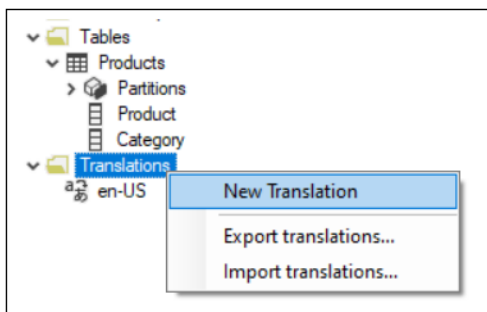 Tables
Products
Partitions
Product
Category
Translations
en-US
New Translation
Export translations...
Import translations...